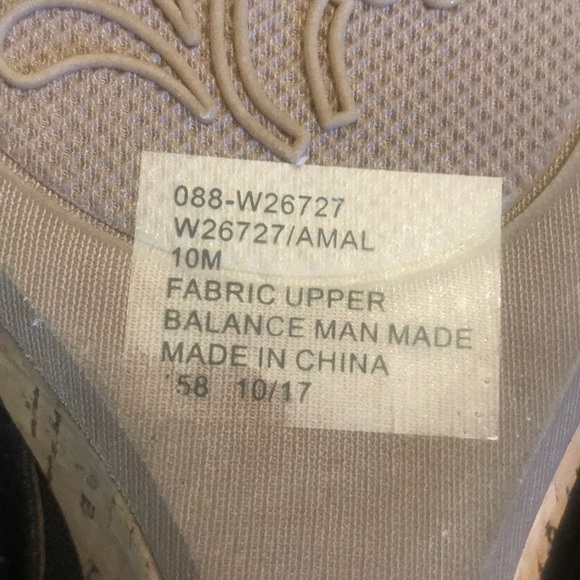 088-W26727
W26727/AMAL
10M
FABRIC UPPER
BALANCE MAN MADE
MADE IN CHINA
58 10/17